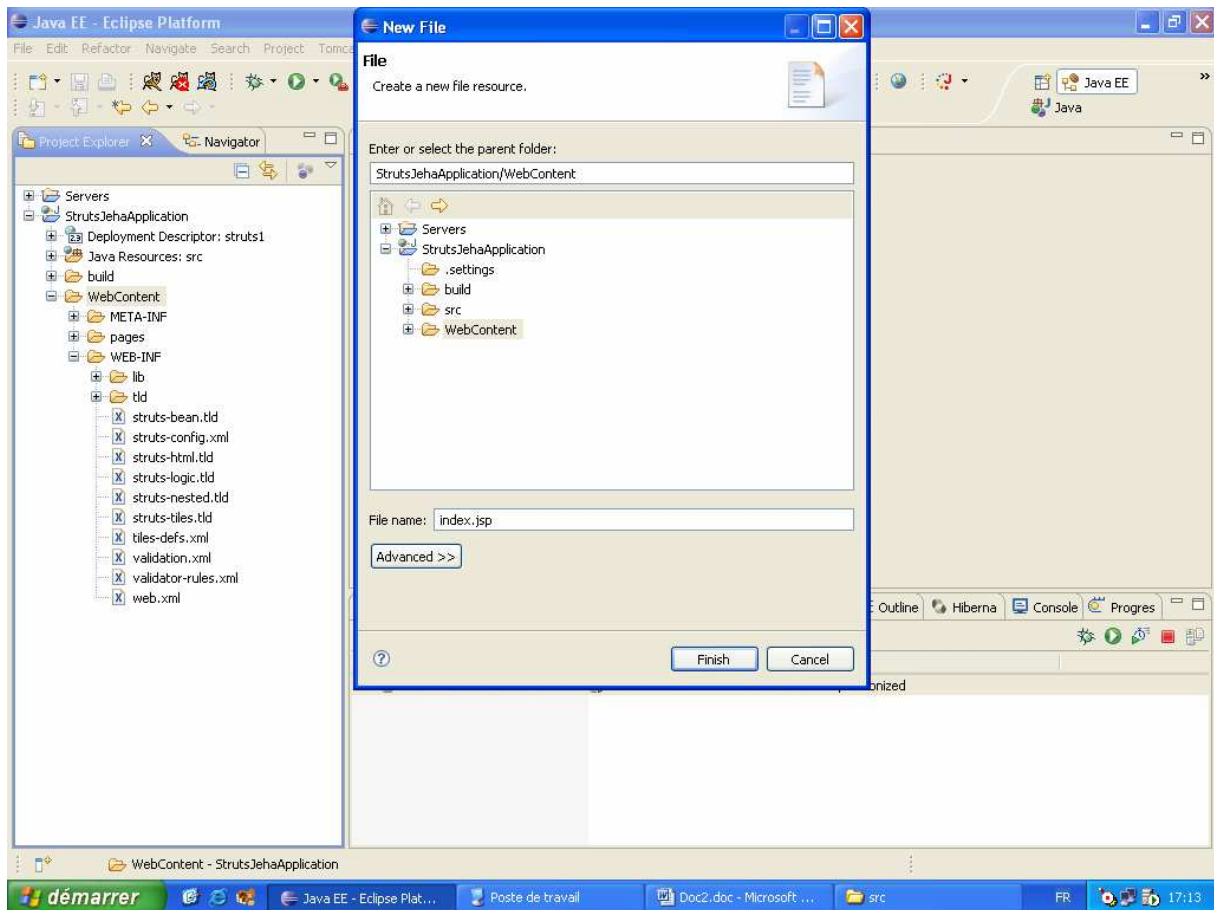 Java EE - Eclipse Platform
File Edit Refactor Navigate Search Project Tomca
Java EE
»
Java
Project Explorer
Navigator
Servers
StrutsJehaApplication
Deployment Descriptor: struts1
Java Resources: src
build
WebContent
META-INF
pages
WEB-INF
lib
tld
struts-bean.tld
struts-config.xml
struts-html.tld
struts-logic.tld
struts-nested.tld
struts-tiles.tld
tiles-defs.xml
validation.xml
validator-rules.xml
web.xml
New File
File
Create a new file resource.
Enter or select the parent folder:
StrutsJehaApplication/WebContent
Servers
StrutsJehaApplication
.settings
build
src
WebContent
File name: index.jsp
Advanced >>
Finish
Cancel
Outline
Hiberna
Console
Progres
onized
WebContent - StrutsJehaApplication
démarrer
Java EE - Eclipse Plat...
Poste de travail
Doc2.doc - Microsoft ...
src
FR
17:13